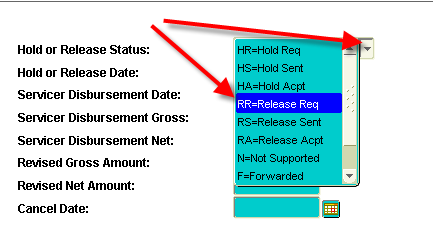 Hold or Release Status:
Hold or Release Date:
Servicer Disbursement Date:
Servicer Disbursement Gross:
Servicer Disbursement Net:
Revised Gross Amount:
Revised Net Amount:
Cancel Date:
HR=Hold Req
HS=Hold Sent
HA=Hold Acpt
RR=Release Req
RS=Release Sent
RA=Release Acpt
N=Not Supported
F=Forwarded